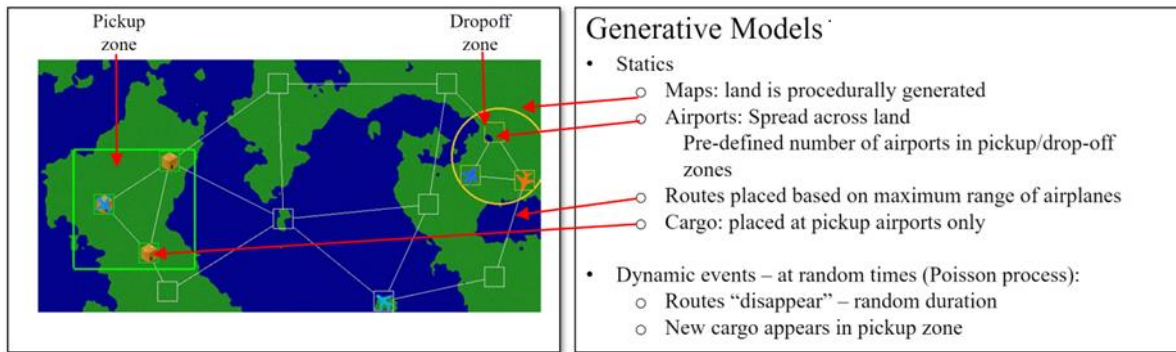 Pickup
zone
Dropoff
zone
Generative Models
• Statics
o Maps: land is procedurally generated
o Airports: Spread across land
Pre-defined number of airports in pickup/drop-off
zones
o Routes placed based on maximum range of airplanes
o Cargo: placed at pickup airports only
• Dynamic events – at random times (Poisson process):
o Routes “disappear” – random duration
o New cargo appears in pickup zone